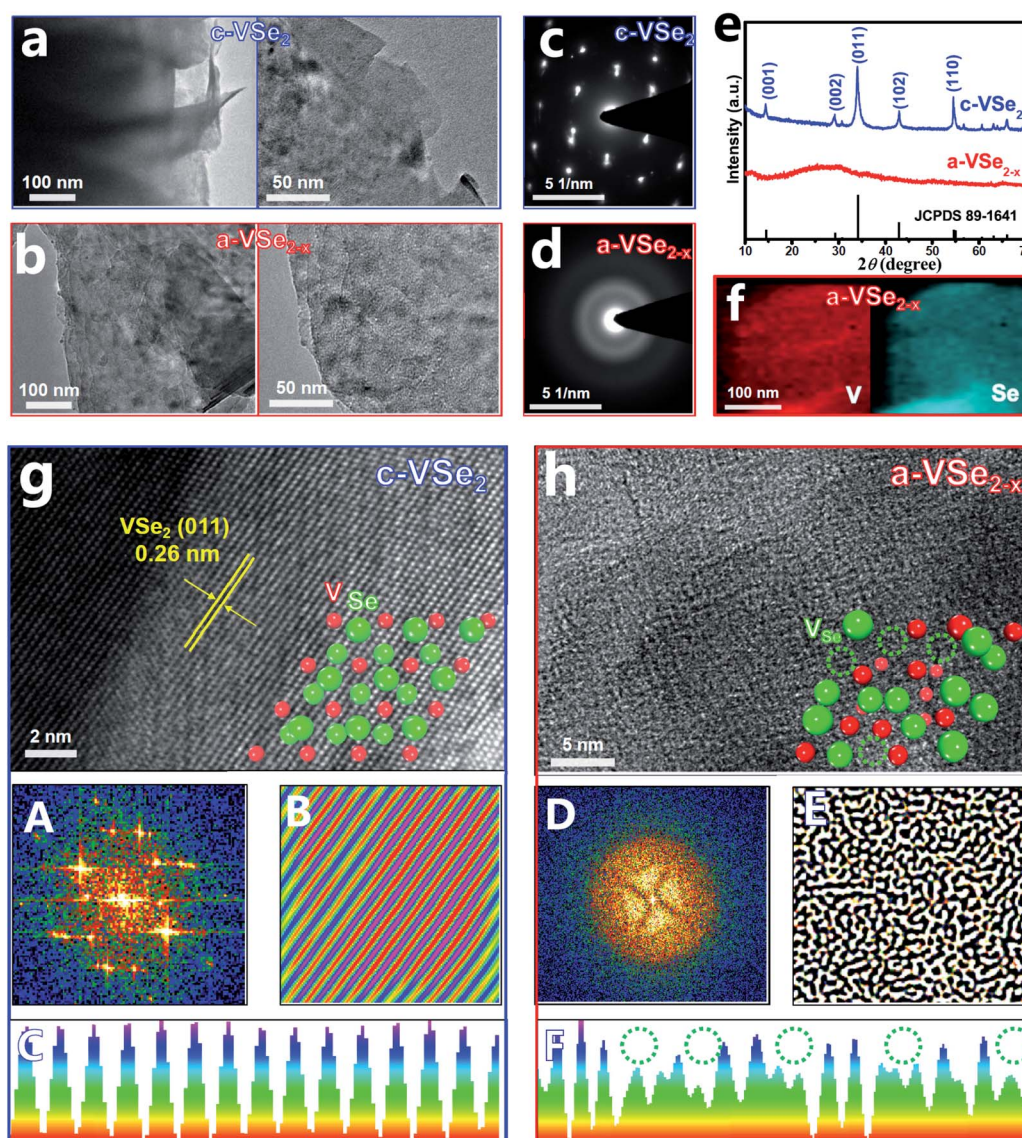 a
c-VSe2
100 nm
50 nm
c
c-VSe2
5 1/nm
e
Intensity (a.u.)
(001)
(002)
(011)
(102)
(110)
c-VSe2
a-VSe2-x
JCPDS 89-1641
10 20 30 40 50 60 70
2θ (degree)
b
a-VSe2-x
100 nm
50 nm
d
a-VSe2-x
5 1/nm
f
a-VSe2-x
100 nm
V
Se
g
c-VSe2
VSe2 (011)
0.26 nm
V
Se
2 nm
h
a-VSe2-x
VSe
5 nm
A
B
D
E
C
F